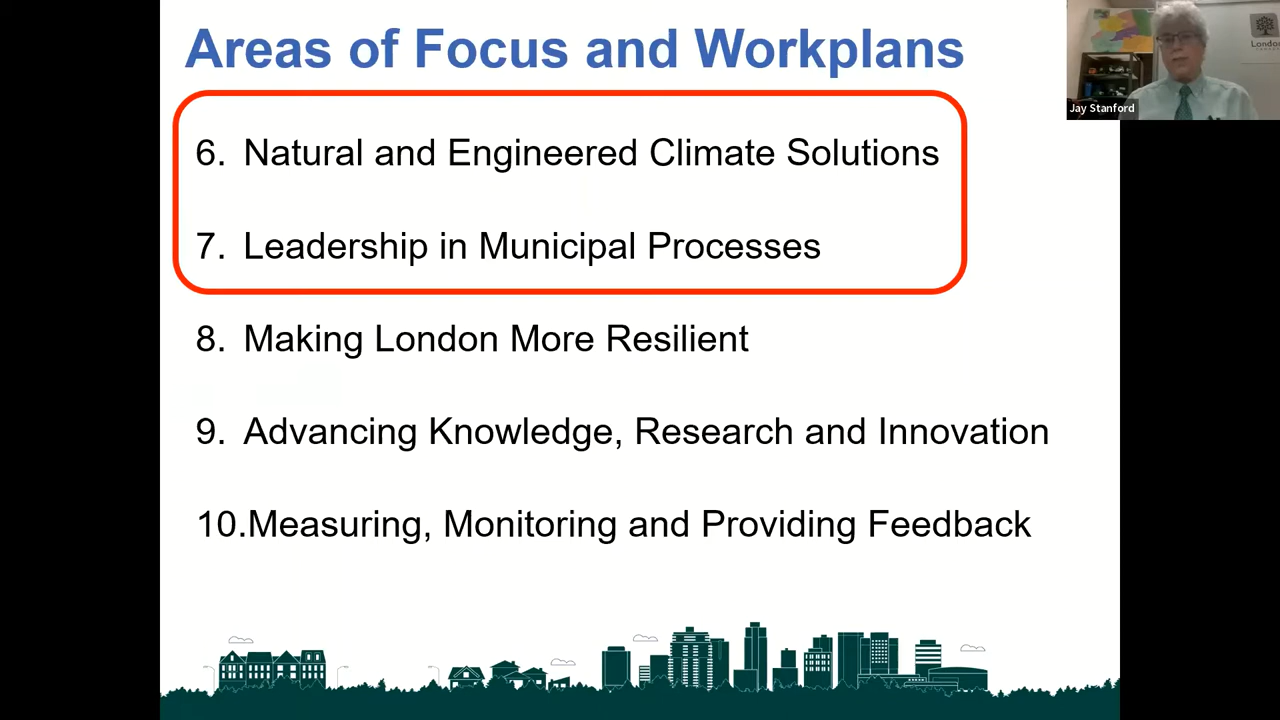 Areas of Focus and Workplans
6. Natural and Engineered Climate Solutions
7. Leadership in Municipal Processes
8. Making London More Resilient
9. Advancing Knowledge, Research and Innovation
10.Measuring, Monitoring and Providing Feedback
Jay Stanford
London